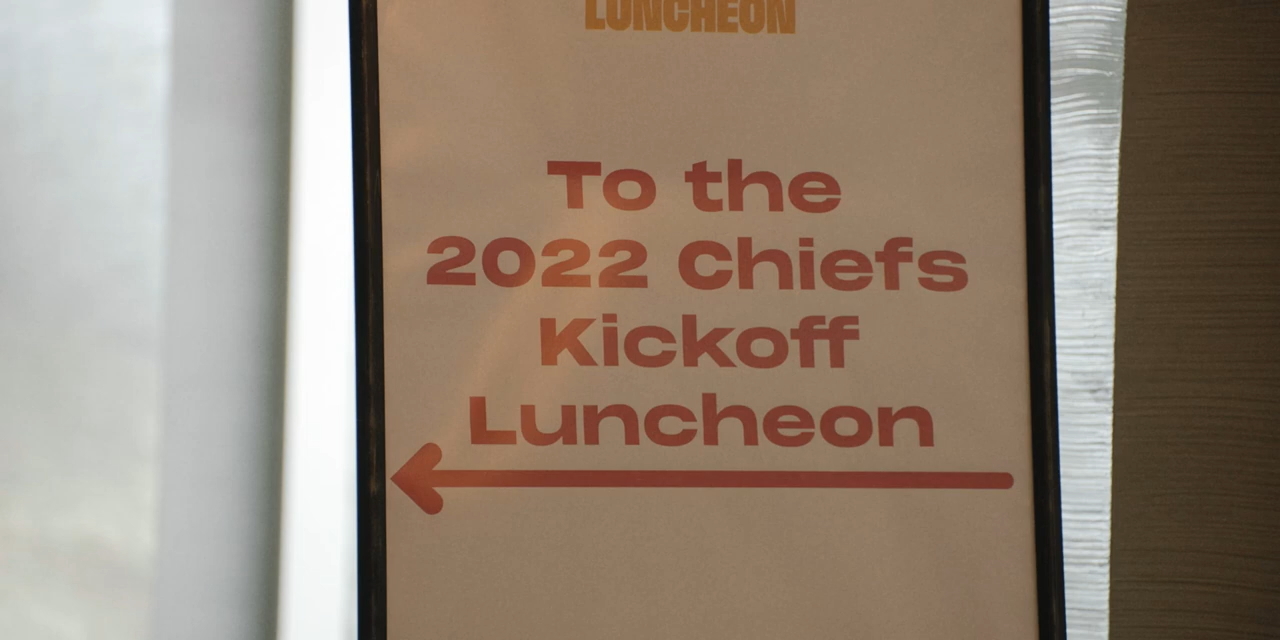 LUNCHEON
To the
2022 Chiefs
Kickoff
Luncheon